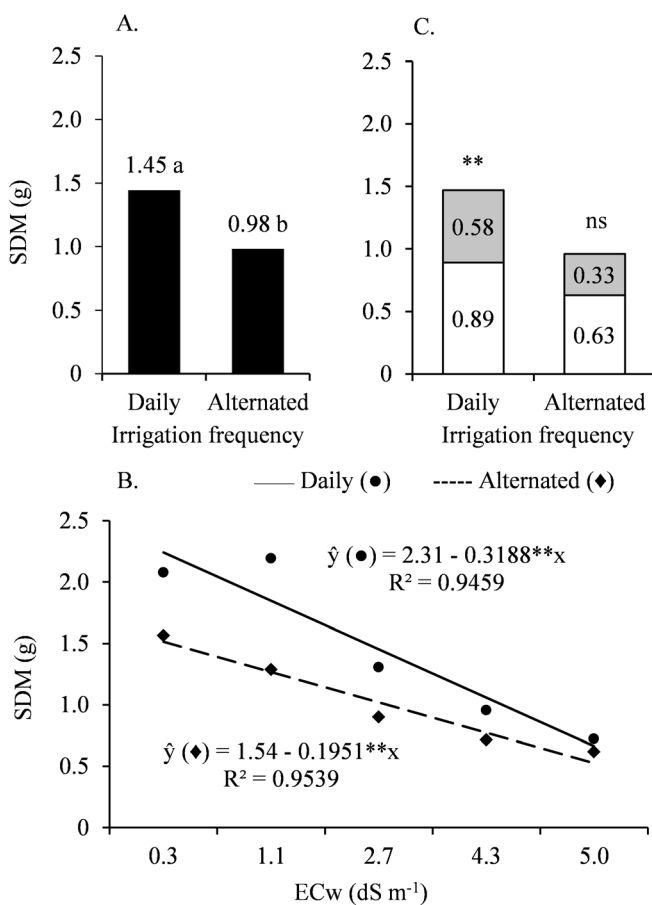 A.
SDM (g)
2.5
2.0
1.5
1.0
0.5
0
1.45 a
0.98 b
Daily Alternated
Irrigation frequency
C.
2.5
2.0
1.5
1.0
0.5
0
**
ns
0.58
0.33
0.89
0.63
Daily Alternated
Irrigation frequency
B.
Daily (●) Alternated (♦)
SDM (g)
2.5
2.0
1.5
1.0
0.5
0
ŷ (●) = 2.31 - 0.3188**x
R² = 0.9459
ŷ (♦) = 1.54 - 0.1951**x
R² = 0.9539
0.3 1.1 2.7 4.3 5.0
ECw (dS m⁻¹)